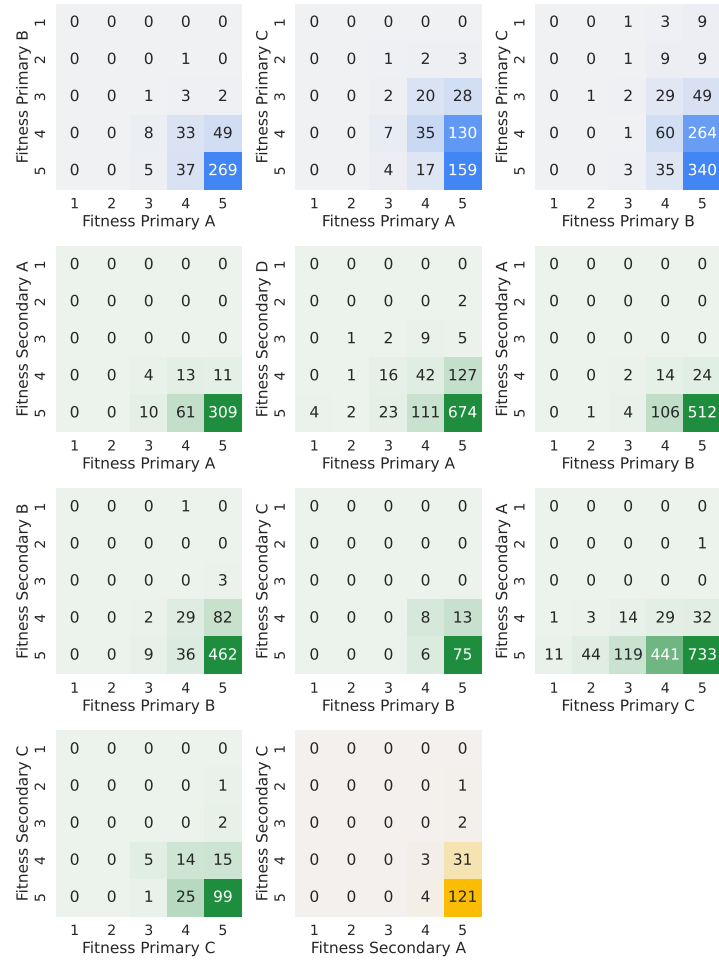 Fitness Primary B
1 0 0 0 0 0
2 0 0 0 1 0
3 0 0 1 3 2
4 0 0 8 33 49
5 0 0 5 37 269
1 2 3 4 5
Fitness Primary A
Fitness Primary C
1 0 0 0 0 0
2 0 0 1 2 3
3 0 0 2 20 28
4 0 0 7 35 130
5 0 0 4 17 159
1 2 3 4 5
Fitness Primary A
Fitness Primary C
1 0 0 1 3 9
2 0 0 1 9 9
3 0 1 2 29 49
4 0 0 1 60 264
5 0 0 3 35 340
1 2 3 4 5
Fitness Primary B
Fitness Secondary A
1 0 0 0 0 0
2 0 0 0 0 0
3 0 0 0 0 0
4 0 0 4 13 11
5 0 0 10 61 309
1 2 3 4 5
Fitness Primary A
Fitness Secondary D
1 0 0 0 0 0
2 0 0 0 0 2
3 0 1 2 9 5
4 0 1 16 42 127
5 4 2 23 111 674
1 2 3 4 5
Fitness Primary A
Fitness Secondary A
1 0 0 0 0 0
2 0 0 0 0 0
3 0 0 0 0 0
4 0 0 2 14 24
5 0 1 4 106 512
1 2 3 4 5
Fitness Primary B
Fitness Secondary B
1 0 0 0 1 0
2 0 0 0 0 0
3 0 0 0 0 3
4 0 0 2 29 82
5 0 0 9 36 462
1 2 3 4 5
Fitness Primary B
Fitness Secondary C
1 0 0 0 0 0
2 0 0 0 0 0
3 0 0 0 0 0
4 0 0 0 8 13
5 0 0 0 6 75
1 2 3 4 5
Fitness Primary B
Fitness Secondary A
1 0 0 0 0 0
2 0 0 0 0 1
3 0 0 0 0 0
4 1 3 14 29 32
5 11 44 119 441 733
1 2 3 4 5
Fitness Primary C
Fitness Secondary C
1 0 0 0 0 0
2 0 0 0 0 1
3 0 0 0 0 2
4 0 0 5 14 15
5 0 0 1 25 99
1 2 3 4 5
Fitness Primary C
Fitness Secondary C
1 0 0 0 0 0
2 0 0 0 0 1
3 0 0 0 0 2
4 0 0 0 3 31
5 0 0 0 4 121
1 2 3 4 5
Fitness Secondary A